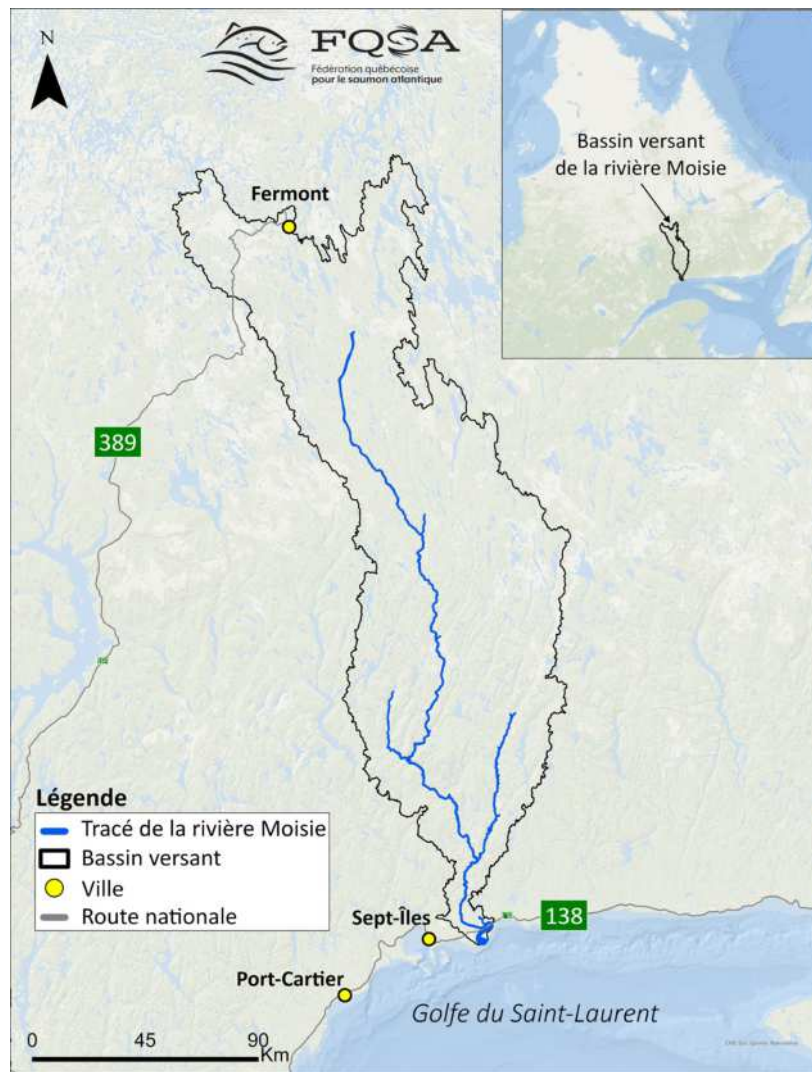 N
FQSA
Fédération québécoise
pour le saumon atlantique
Bassin versant
de la rivière Moisie
Fermont
389
Légende
Tracé de la rivière Moisie
Bassin versant
Ville
Route nationale
Sept-Îles
138
Port-Cartier
Golfe du Saint-Laurent
0 45 90
Km